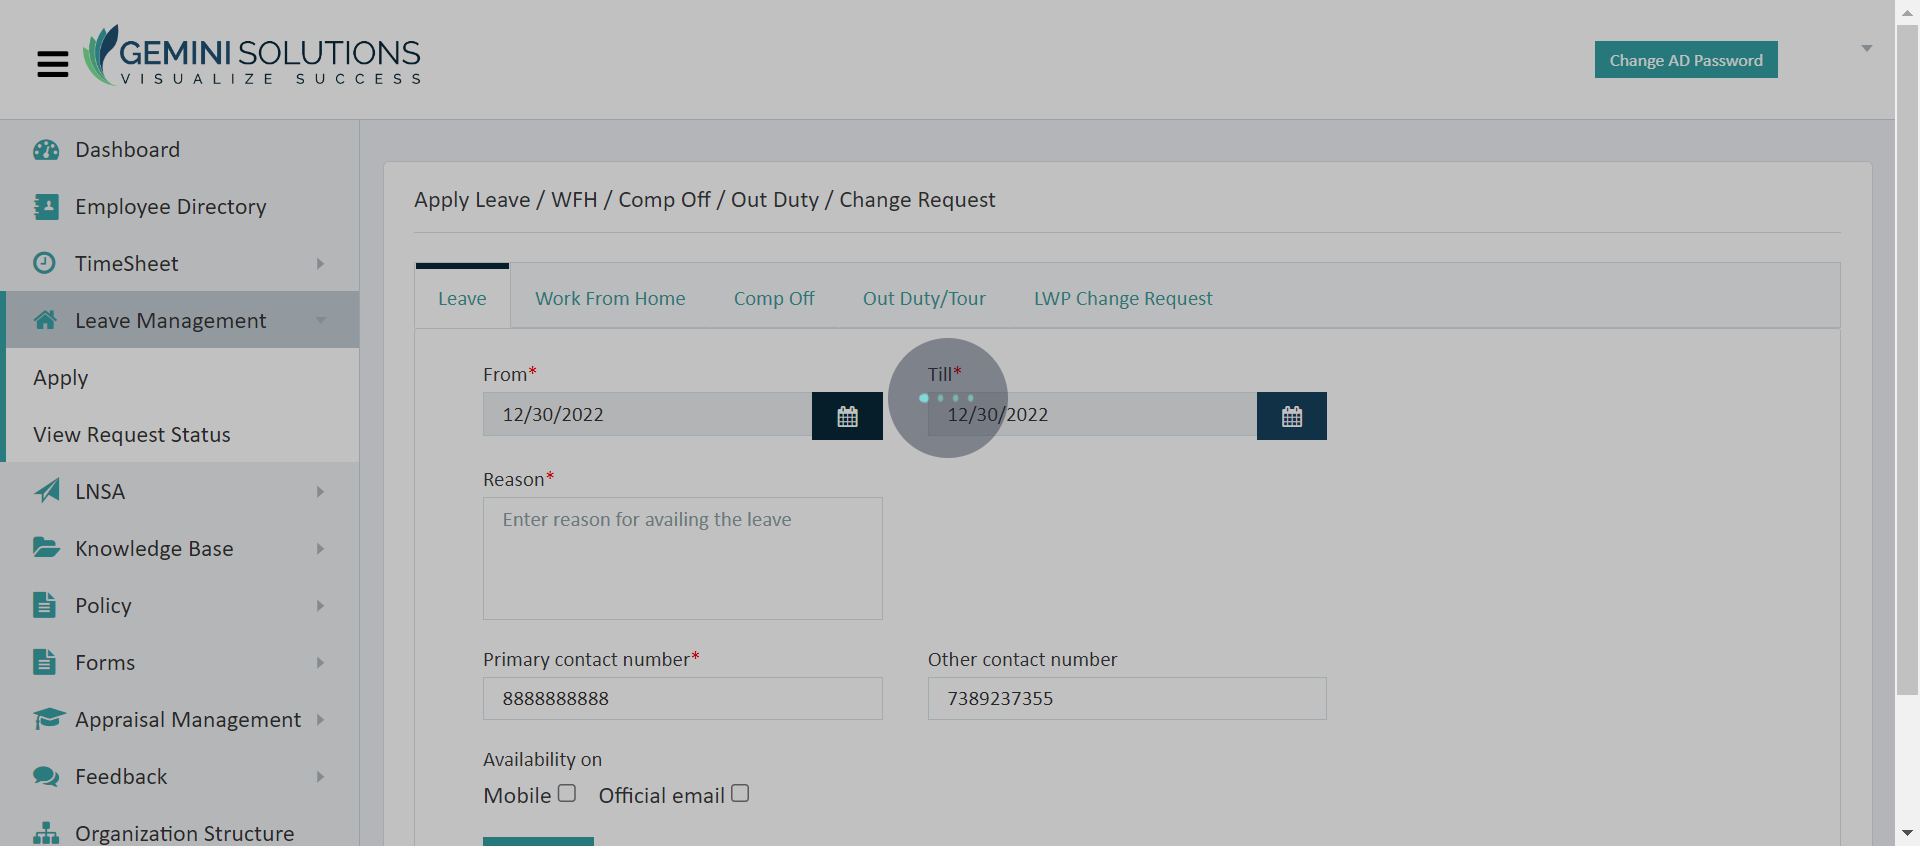 GEMINI SOLUTIONS
VISUALIZE SUCCESS
Change AD Password
Dashboard
Employee Directory
TimeSheet
Leave Management
Apply
View Request Status
LNSA
Knowledge Base
Policy
Forms
Appraisal Management
Feedback
Organization Structure
Apply Leave / WFH / Comp Off / Out Duty / Change Request
Leave Work From Home Comp Off Out Duty/Tour LWP Change Request
From* Till*
12/30/2022 12/30/2022
Reason*
Enter reason for availing the leave
Primary contact number* Other contact number
8888888888 7389237355
Availability on
Mobile Official email